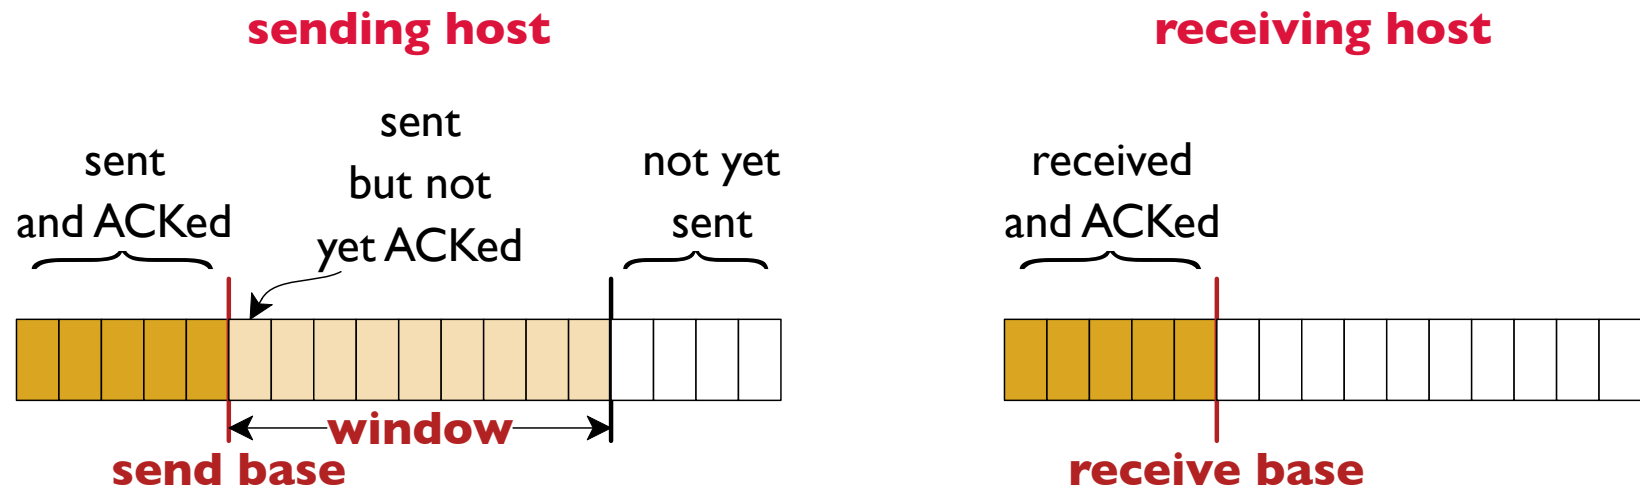 sending host
sent
and ACKed
sent
but not
yet ACKed
not yet
sent
window
send base
receiving host
received
and ACKed
receive base